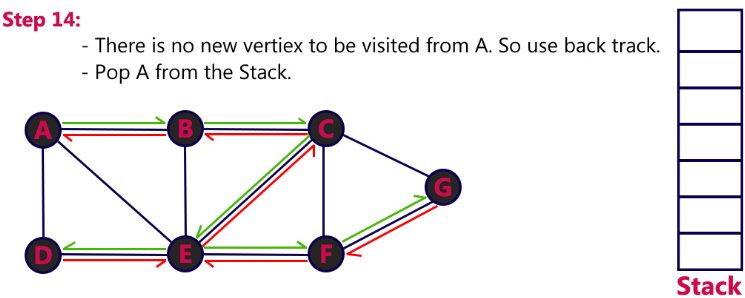 Step 14:
- There is no new vertiex to be visited from A. So use back track.
- Pop A from the Stack.
A B C
G
D E F
Stack